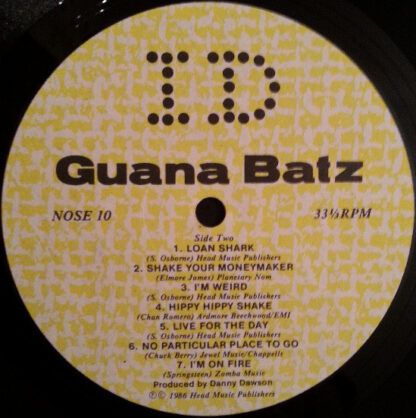 ID
Guana Batz
NOSE 10
33⅓RPM
Side Two
1. LOAN SHARK
(S. Osborne) Head Music Publishers
2. SHAKE YOUR MONEYMAKER
(Elmore James) Planetary Nom
3. I'M WEIRD
(S. Osborne) Head Music Publishers
4. HIPPY HIPPY SHAKE
(Chan Romero) Ardmore Beechwood/EMI
5. LIVE FOR THE DAY
(S. Osborne) Head Music Publishers
6. NO PARTICULAR PLACE TO GO
(Chuck Berry) Jewel Music/Chappells
7. I'M ON FIRE
(Springsteen) Zomba Music
Produced by Danny Dawson
Ⓟ© 1986 Head Music Publishers